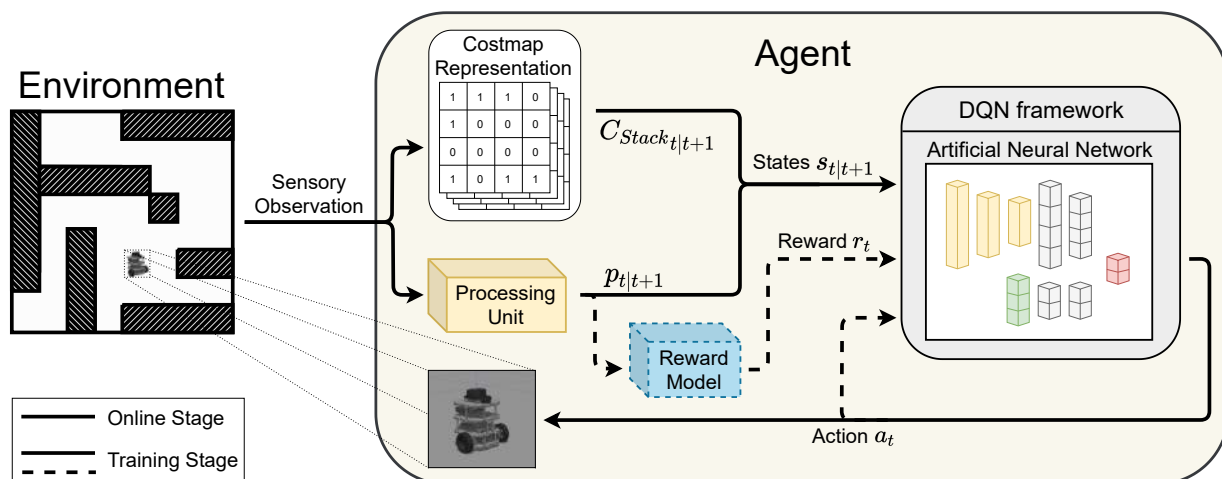 Environment
Agent
Costmap
Representation
1 1 1 0
1 0 0 0
0 0 0 0
1 0 1 1
C_{Stack_{t|t+1}}
DQN framework
Artificial Neural Network
Sensory
Observation
States s_{t|t+1}
Reward r_t
Processing
Unit
p_{t|t+1}
Reward
Model
Action a_t
Online Stage
Training Stage